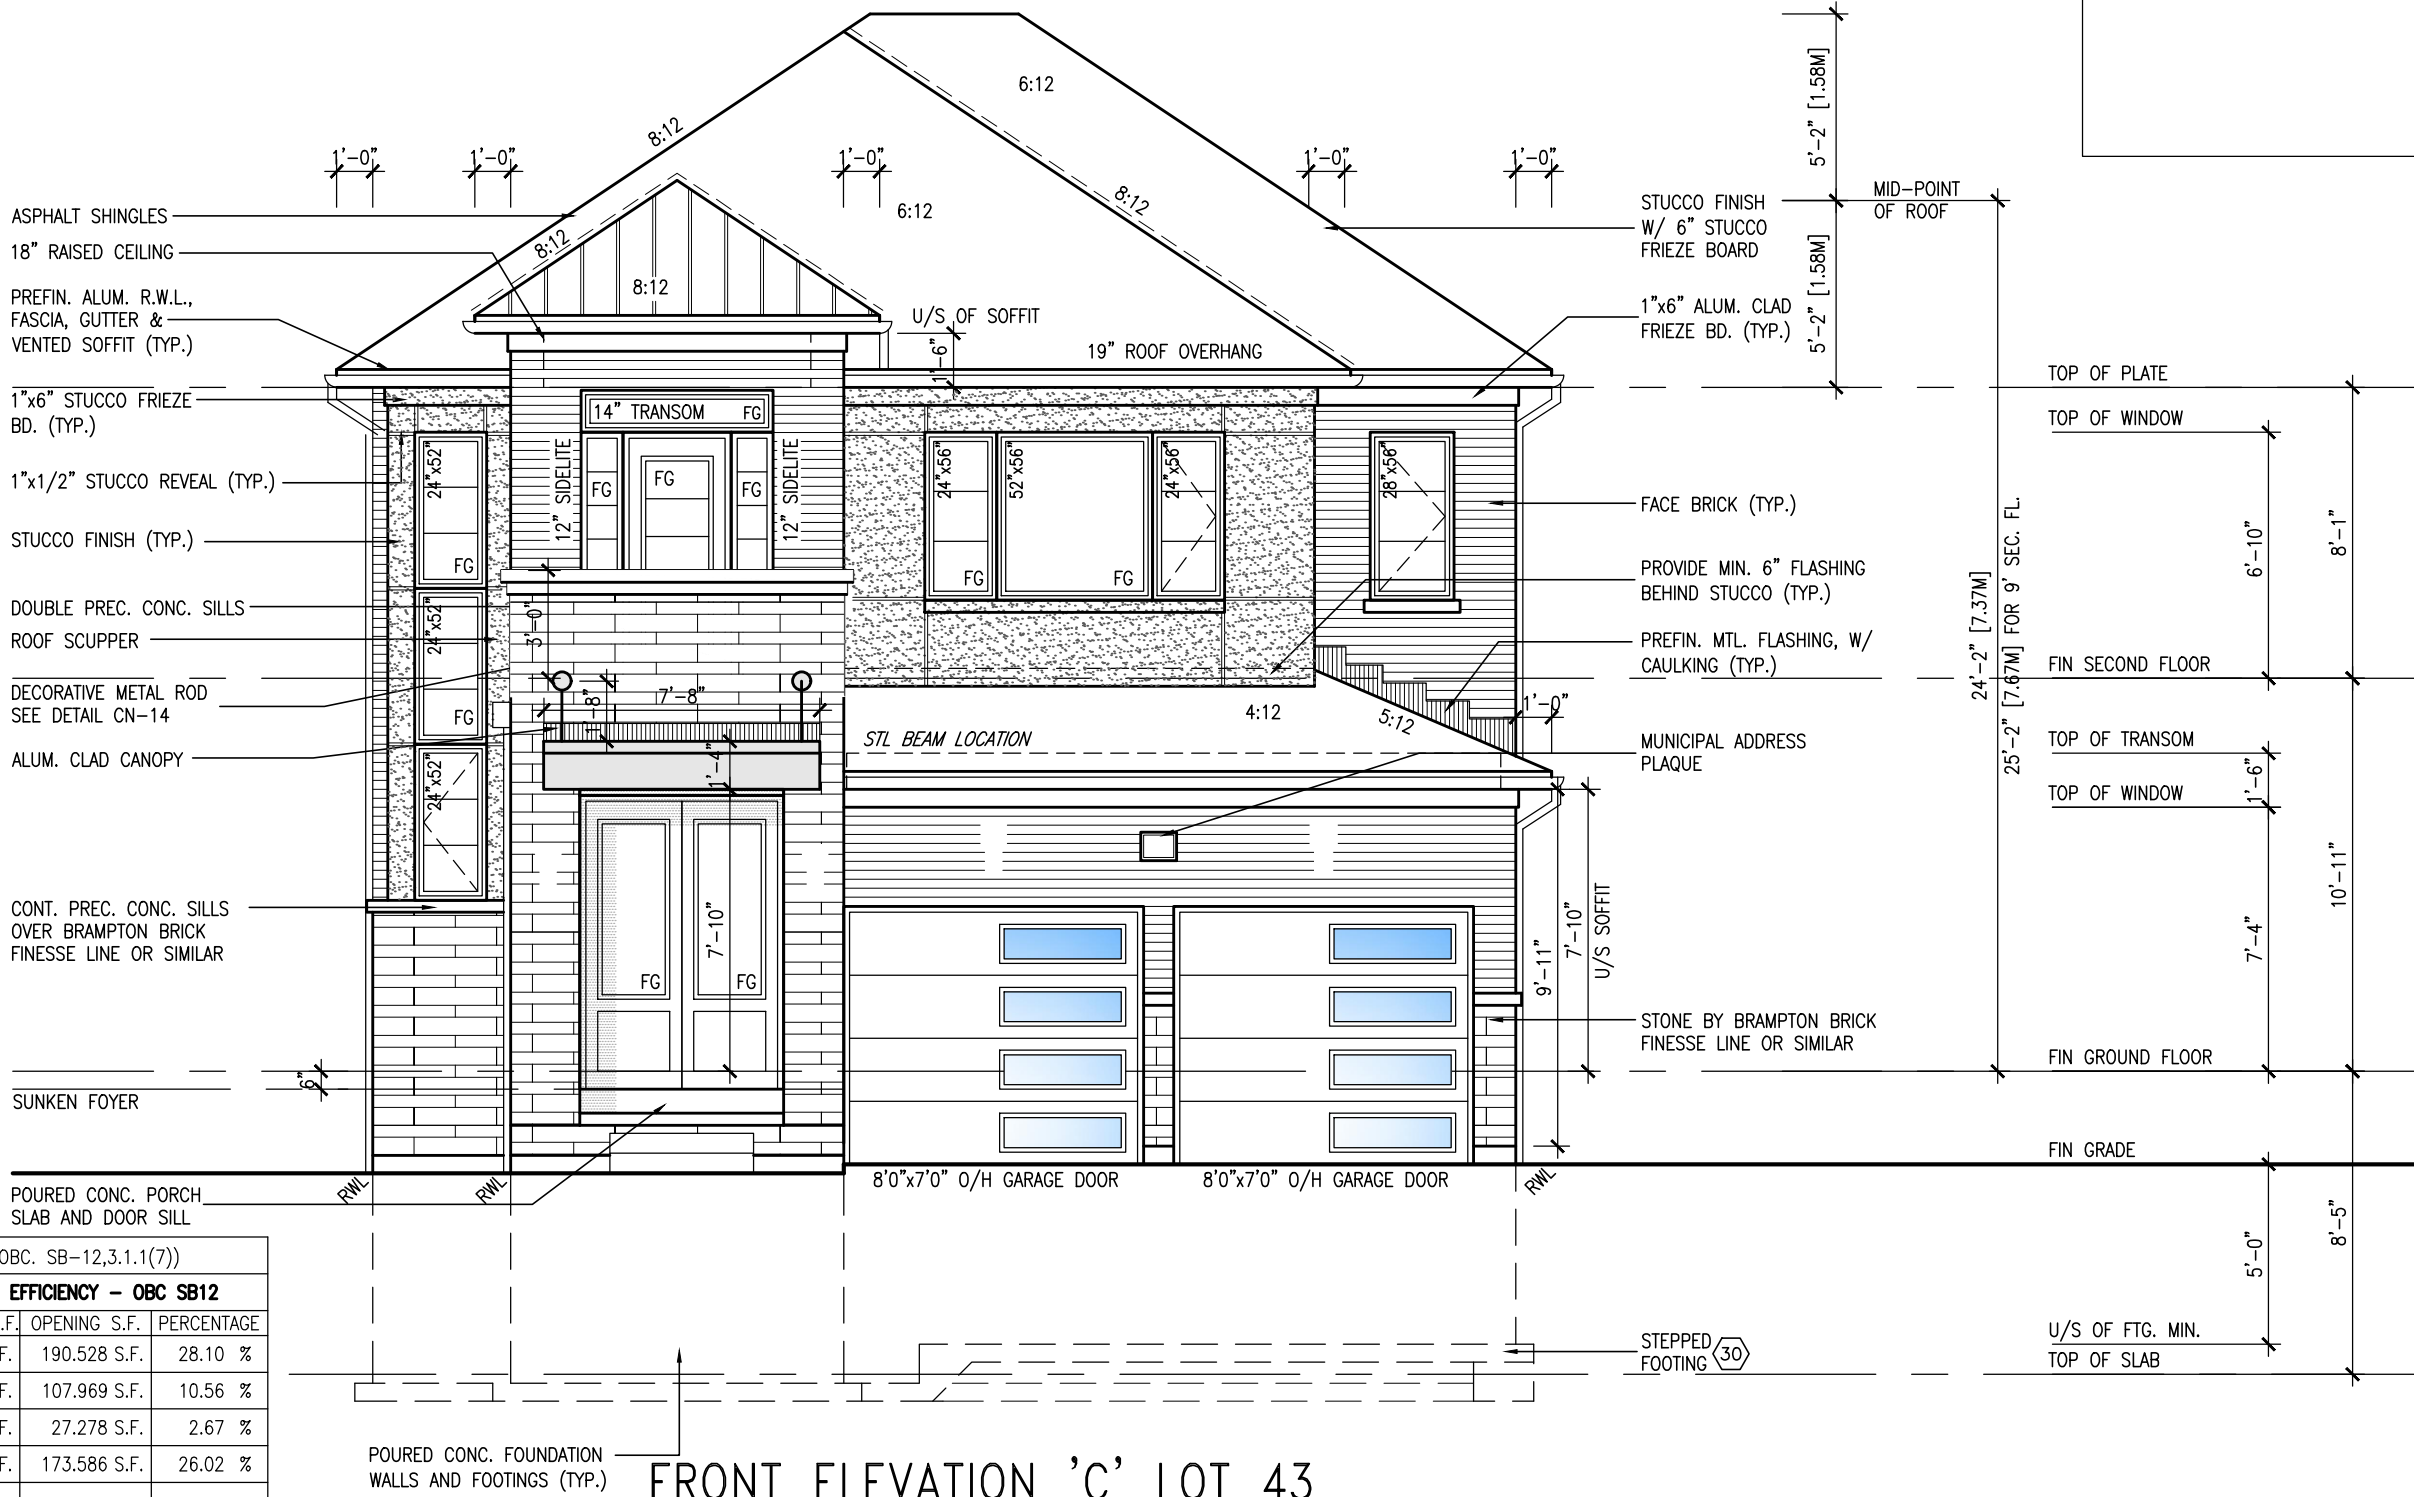 ASPHALT SHINGLES
18" RAISED CEILING
PREFIN. ALUM. R.W.L.,
FASCIA, GUTTER &
VENTED SOFFIT (TYP.)
1"x6" STUCCO FRIEZE
BD. (TYP.)
1"x1/2" STUCCO REVEAL (TYP.)
STUCCO FINISH (TYP.)
DOUBLE PREC. CONC. SILLS
ROOF SCUPPER
DECORATIVE METAL ROD
SEE DETAIL CN-14
ALUM. CLAD CANOPY
CONT. PREC. CONC. SILLS
OVER BRAMPTON BRICK
FINESSE LINE OR SIMILAR
6"
SUNKEN FOYER
POURED CONC. PORCH
SLAB AND DOOR SILL
1'-0"
1'-0"
1'-0"
1'-0"
1'-0"
8:12
6:12
8:12
6:12
8:12
8:12
U/S OF SOFFIT
1'-6"
19" ROOF OVERHANG
14" TRANSOM
FG
12" SIDELITE
FG
FG
FG
12" SIDELITE
24"x52"
FG
24"x52"
FG
24"x52"
24"x56"
FG
52"x56"
FG
24"x56"
28"x56"
3'-0"
1'-8"
7'-8"
1'-4"
7'-10"
FG
FG
STL BEAM LOCATION
4:12
5:12
1'-0"
9'-11"
7'-10"
U/S SOFFIT
8'0"x7'0" O/H GARAGE DOOR
8'0"x7'0" O/H GARAGE DOOR
RWL
RWL
RWL
STUCCO FINISH
W/ 6" STUCCO
FRIEZE BOARD
1"x6" ALUM. CLAD
FRIEZE BD. (TYP.)
FACE BRICK (TYP.)
PROVIDE MIN. 6" FLASHING
BEHIND STUCCO (TYP.)
PREFIN. MTL. FLASHING, W/
CAULKING (TYP.)
MUNICIPAL ADDRESS
PLAQUE
STONE BY BRAMPTON BRICK
FINESSE LINE OR SIMILAR
STEPPED
FOOTING 30
5'-2" [1.58M]
5'-2" [1.58M]
MID-POINT
OF ROOF
24'-2" [7.37M]
25'-2" [7.67M] FOR 9' SEC. FL.
TOP OF PLATE
TOP OF WINDOW
6'-10"
8'-1"
FIN SECOND FLOOR
TOP OF TRANSOM
1'-6"
TOP OF WINDOW
7'-4"
10'-11"
FIN GROUND FLOOR
FIN GRADE
5'-0"
8'-5"
U/S OF FTG. MIN.
TOP OF SLAB
OBC. SB-12,3.1.1(7))
EFFICIENCY - OBC SB12
.F. OPENING S.F. PERCENTAGE
F. 190.528 S.F. 28.10 %
F. 107.969 S.F. 10.56 %
F. 27.278 S.F. 2.67 %
F. 173.586 S.F. 26.02 %
POURED CONC. FOUNDATION
WALLS AND FOOTINGS (TYP.)
FRONT ELEVATION 'C' LOT 43